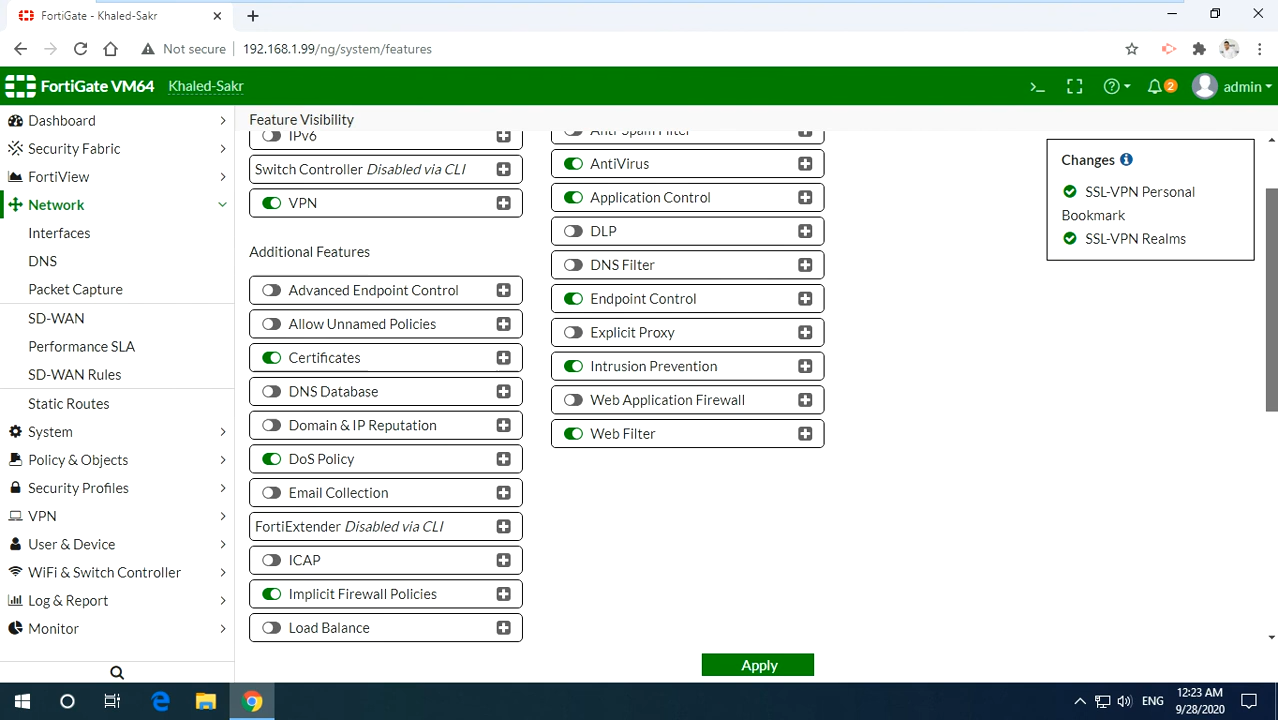 FortiGate - Khaled-Sakr
Not secure
192.168.1.99/ng/system/features
FortiGate VM64
Khaled-Sakr
2
admin
Dashboard
Security Fabric
FortiView
Network
Interfaces
DNS
Packet Capture
SD-WAN
Performance SLA
SD-WAN Rules
Static Routes
System
Policy & Objects
Security Profiles
VPN
User & Device
WiFi & Switch Controller
Log & Report
Monitor
Feature Visibility
IPv6
Switch Controller Disabled via CLI
VPN
Additional Features
Advanced Endpoint Control
Allow Unnamed Policies
Certificates
DNS Database
Domain & IP Reputation
DoS Policy
Email Collection
FortiExtender Disabled via CLI
ICAP
Implicit Firewall Policies
Load Balance
Anti-Spam Filter
AntiVirus
Application Control
DLP
DNS Filter
Endpoint Control
Explicit Proxy
Intrusion Prevention
Web Application Firewall
Web Filter
Changes
SSL-VPN Personal
Bookmark
SSL-VPN Realms
Apply
ENG
12:23 AM
9/28/2020